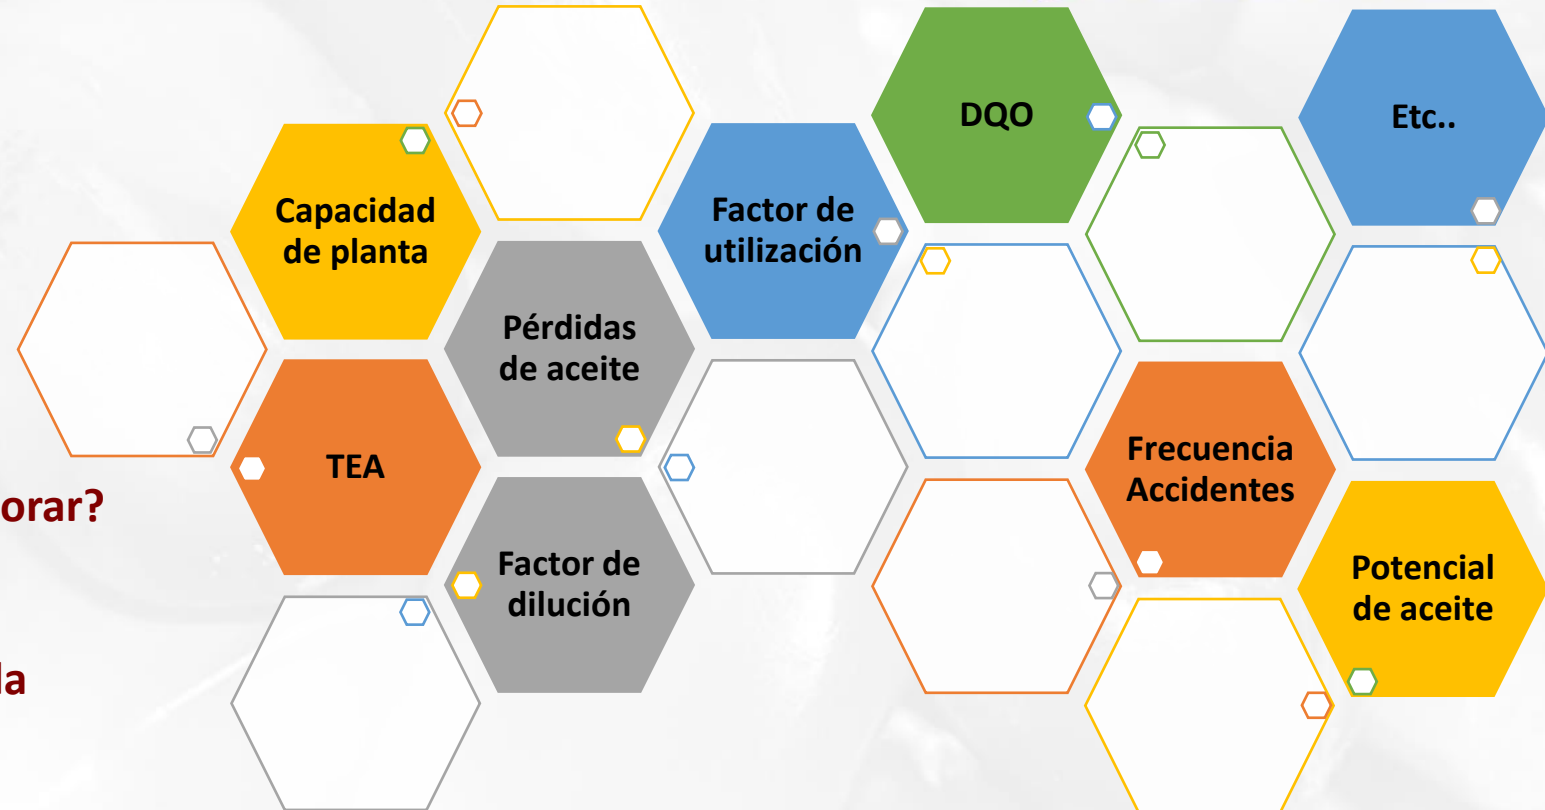 DQO
Etc..
Capacidad
de planta
Factor de
utilización
Pérdidas
de aceite
TEA
Frecuencia
Accidentes
orar?
Factor de
dilución
Potencial
de aceite